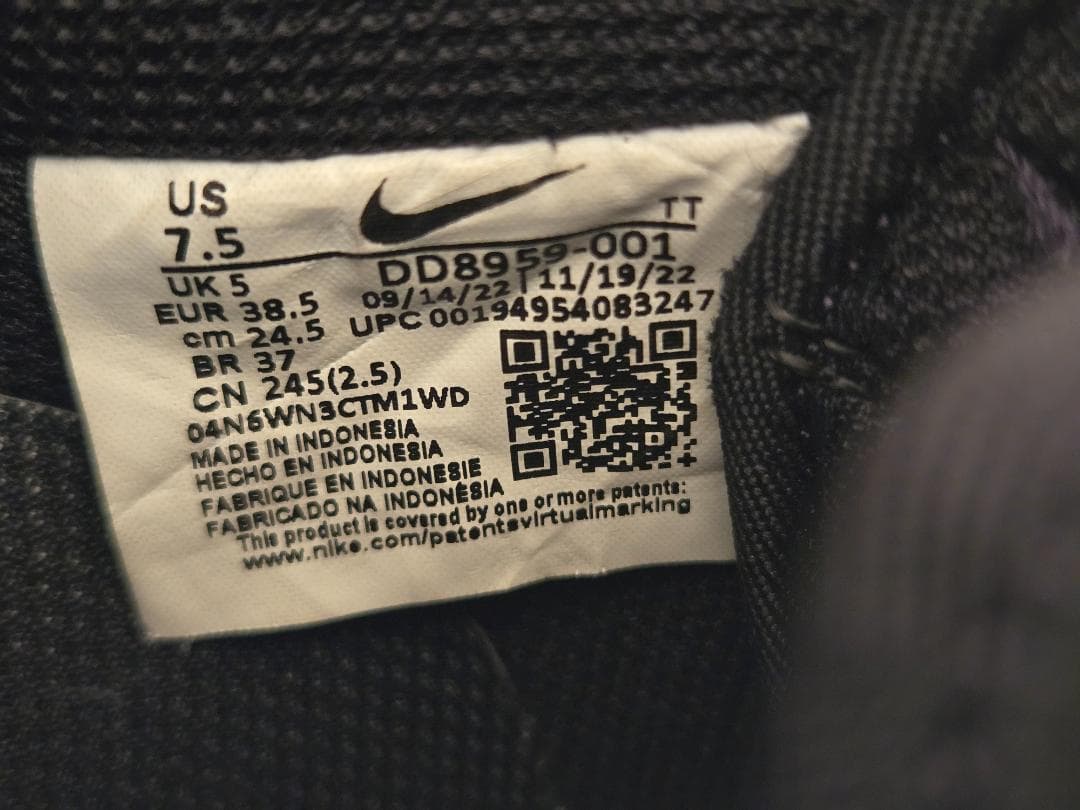 US
7.5
TT
UK 5
DD8959-001
EUR 38.5
09/14/22 11/19/22
cm 24.5
UPC 00194954083247
BR 37
CN 245(2.5)
04N6WN3CTM1WD
MADE IN INDONESIA
HECHO EN INDONESIA
FABRIQUE EN INDONESIE
FABRICADO NA INDONÉSIA
This product is covered by one or more patents:
www.nike.com/patentsvirtualmarking